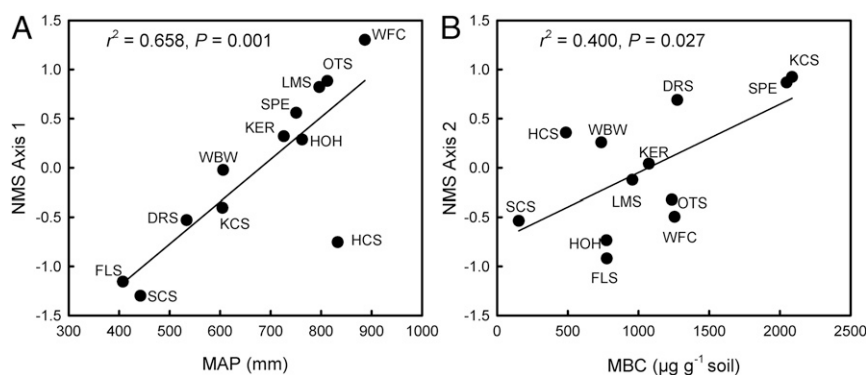 A
r² = 0.658, P = 0.001
WFC
OTS
LMS
SPE
KER
HOH
WBW
DRS
KCS
HCS
FLS
SCS
NMS Axis 1
1.5
1.0
0.5
0.0
-0.5
-1.0
-1.5
300 400 500 600 700 800 900 1000
MAP (mm)
B
r² = 0.400, P = 0.027
KCS
SPE
DRS
HCS
WBW
KER
LMS
SCS
OTS
WFC
HOH
FLS
NMS Axis 2
1.5
1.0
0.5
0.0
-0.5
-1.0
-1.5
0 500 1000 1500 2000 2500
MBC (µg g⁻¹ soil)